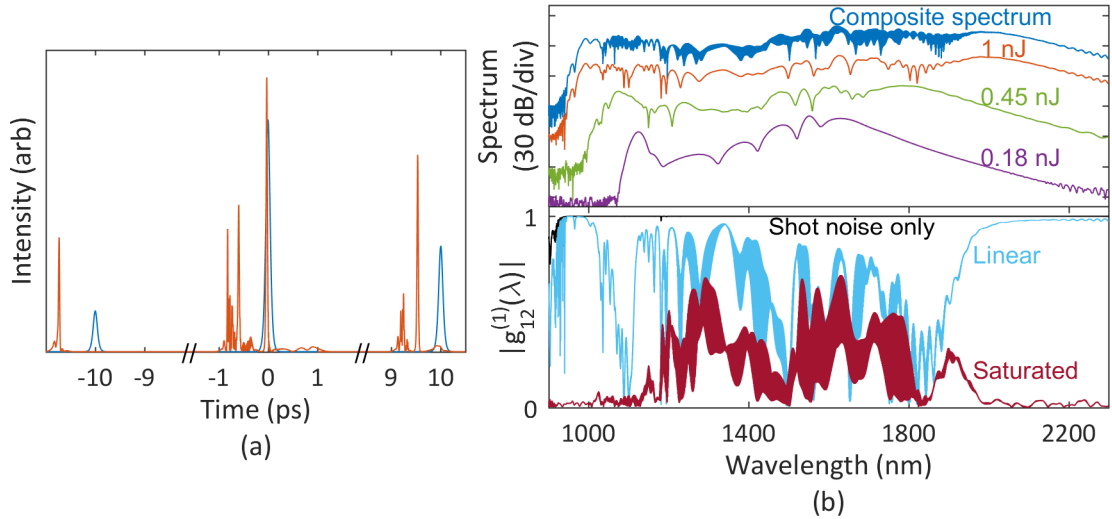 (a)
Intensity (arb)
-10 -9 -1 0 1 9 10
Time (ps)
(b)
Spectrum
(30 dB/div)
Composite spectrum
1 nJ
0.45 nJ
0.18 nJ
|g₁₂⁽¹⁾(λ)|
1
0
Shot noise only
Linear
Saturated
1000 1400 1800 2200
Wavelength (nm)